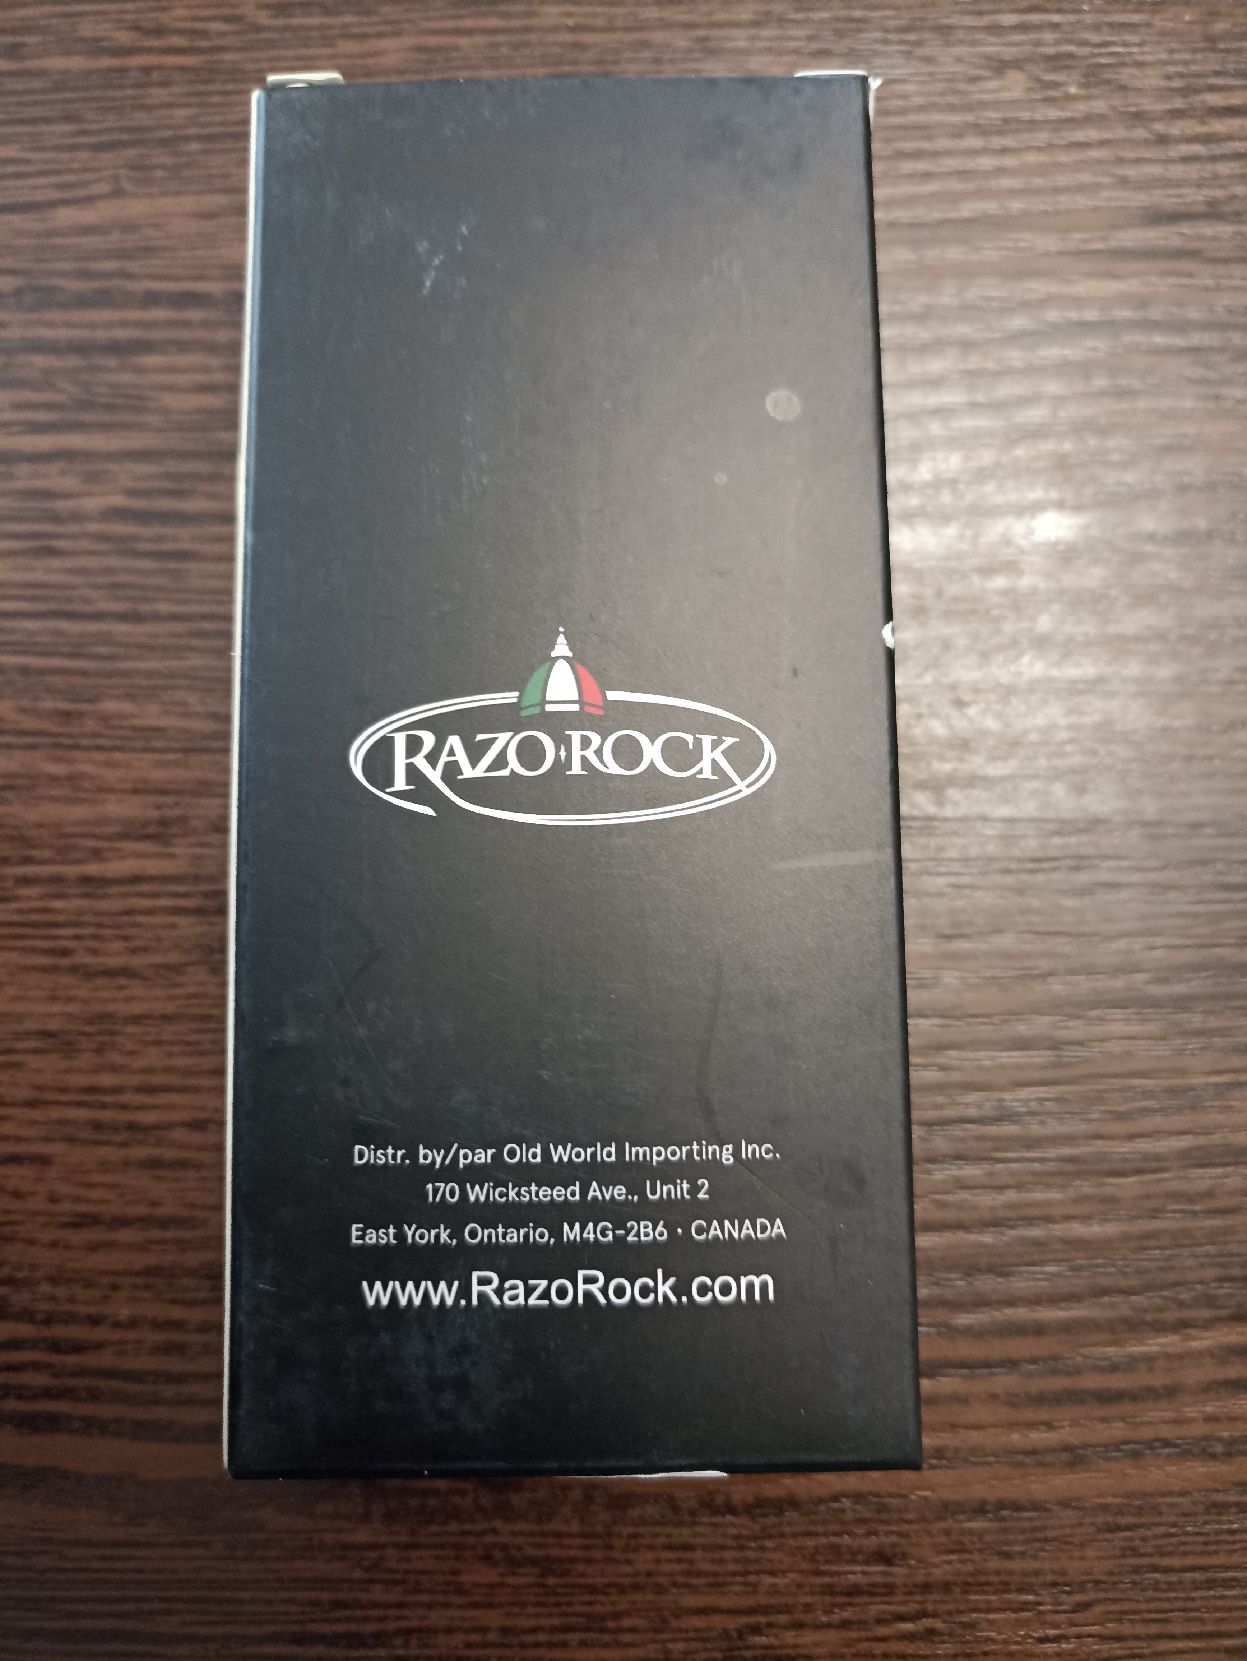 RAZO ROCK
Distr. by/par Old World Importing Inc.
170 Wicksteed Ave., Unit 2
East York, Ontario, M4G-2B6 · CANADA
www.RazoRock.com